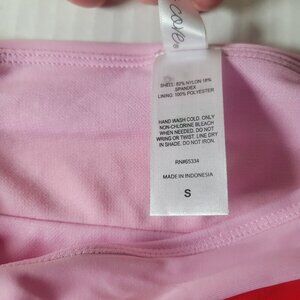 core®
SHELL: 82% NYLON 18%
SPANDEX
LINING: 100% POLYESTER
HAND WASH COLD. ONLY
NON-CHLORINE BLEACH
WHEN NEEDED. DO NOT
WRING OR TWIST. LINE DRY
IN SHADE. DO NOT IRON.
RN#65334
MADE IN INDONESIA
S